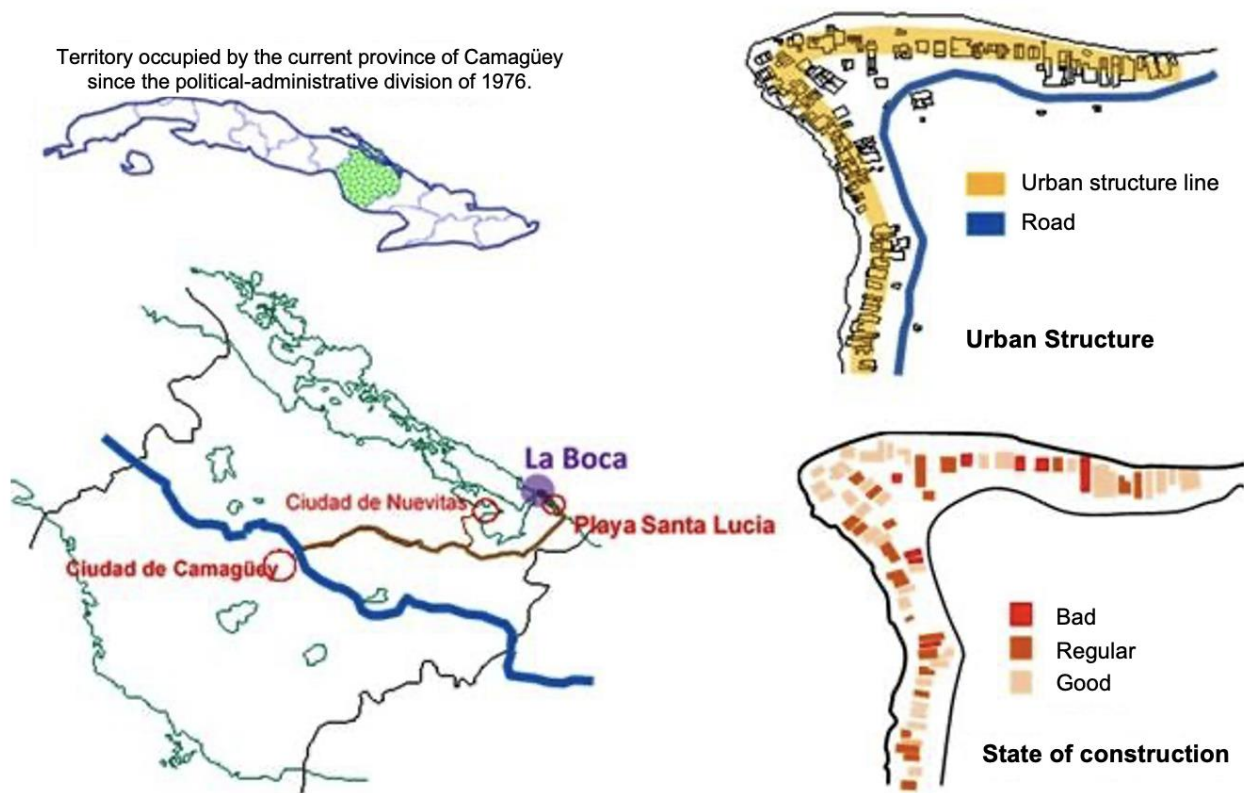 Territory occupied by the current province of Camagüey
since the political-administrative division of 1976.
La Boca
Ciudad de Nuevitas
Playa Santa Lucia
Ciudad de Camagüey
Urban structure line
Road
Urban Structure
Bad
Regular
Good
State of construction